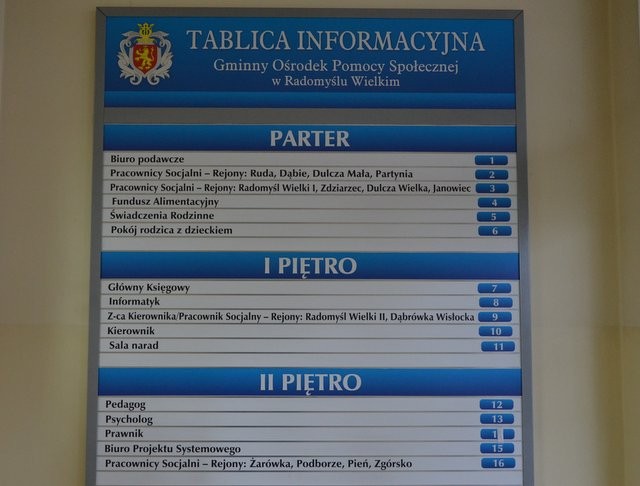 TABLICA INFORMACYJNA
Gminny Ośrodek Pomocy Społecznej
w Radomyślu Wielkim
PARTER
Biuro podawcze 1
Pracownicy Socjalni – Rejony: Ruda, Dąbie, Dulcza Mała, Partynia 2
Pracownicy Socjalni – Rejony: Radomyśl Wielki I, Zdziarzec, Dulcza Wielka, Janowiec 3
Fundusz Alimentacyjny 4
Świadczenia Rodzinne 5
Pokój rodzica z dzieckiem 6
I PIĘTRO
Główny Księgowy 7
Informatyk 8
Z-ca Kierownika/Pracownik Socjalny – Rejony: Radomyśl Wielki II, Dąbrówka Wisłocka 9
Kierownik 10
Sala narad 11
II PIĘTRO
Pedagog 12
Psycholog 13
Prawnik 1
Biuro Projektu Systemowego 15
Pracownicy Socjalni – Rejony: Żarówka, Podborze, Pień, Zgórsko 16